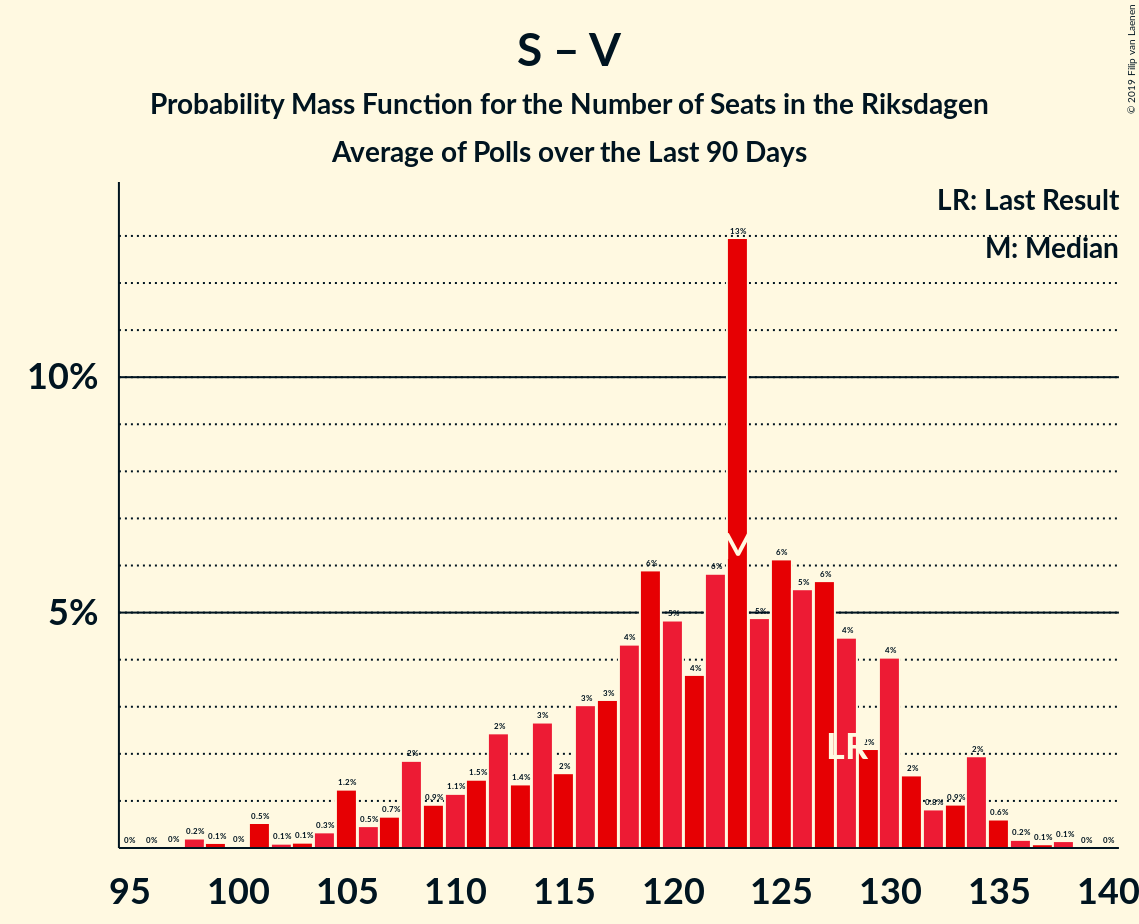 S – V
Probability Mass Function for the Number of Seats in the Riksdagen
Average of Polls over the Last 90 Days
© 2019 Filip van Laenen
LR: Last Result
M: Median
10%
5%
0% 0% 0% 0.2% 0.1% 0% 0.5% 0.1% 0.1% 0.3% 1.2% 0.5% 0.7% 2% 0.9% 1.1% 1.5% 2% 1.4% 3% 2% 3% 3% 4% 6% 5% 4% 6% 13% 5% 6% 5% 6% 4% 2% 4% 2% 0.8% 0.9% 2% 0.6% 0.2% 0.1% 0.1% 0% 0%
M
LR
95 100 105 110 115 120 125 130 135 140